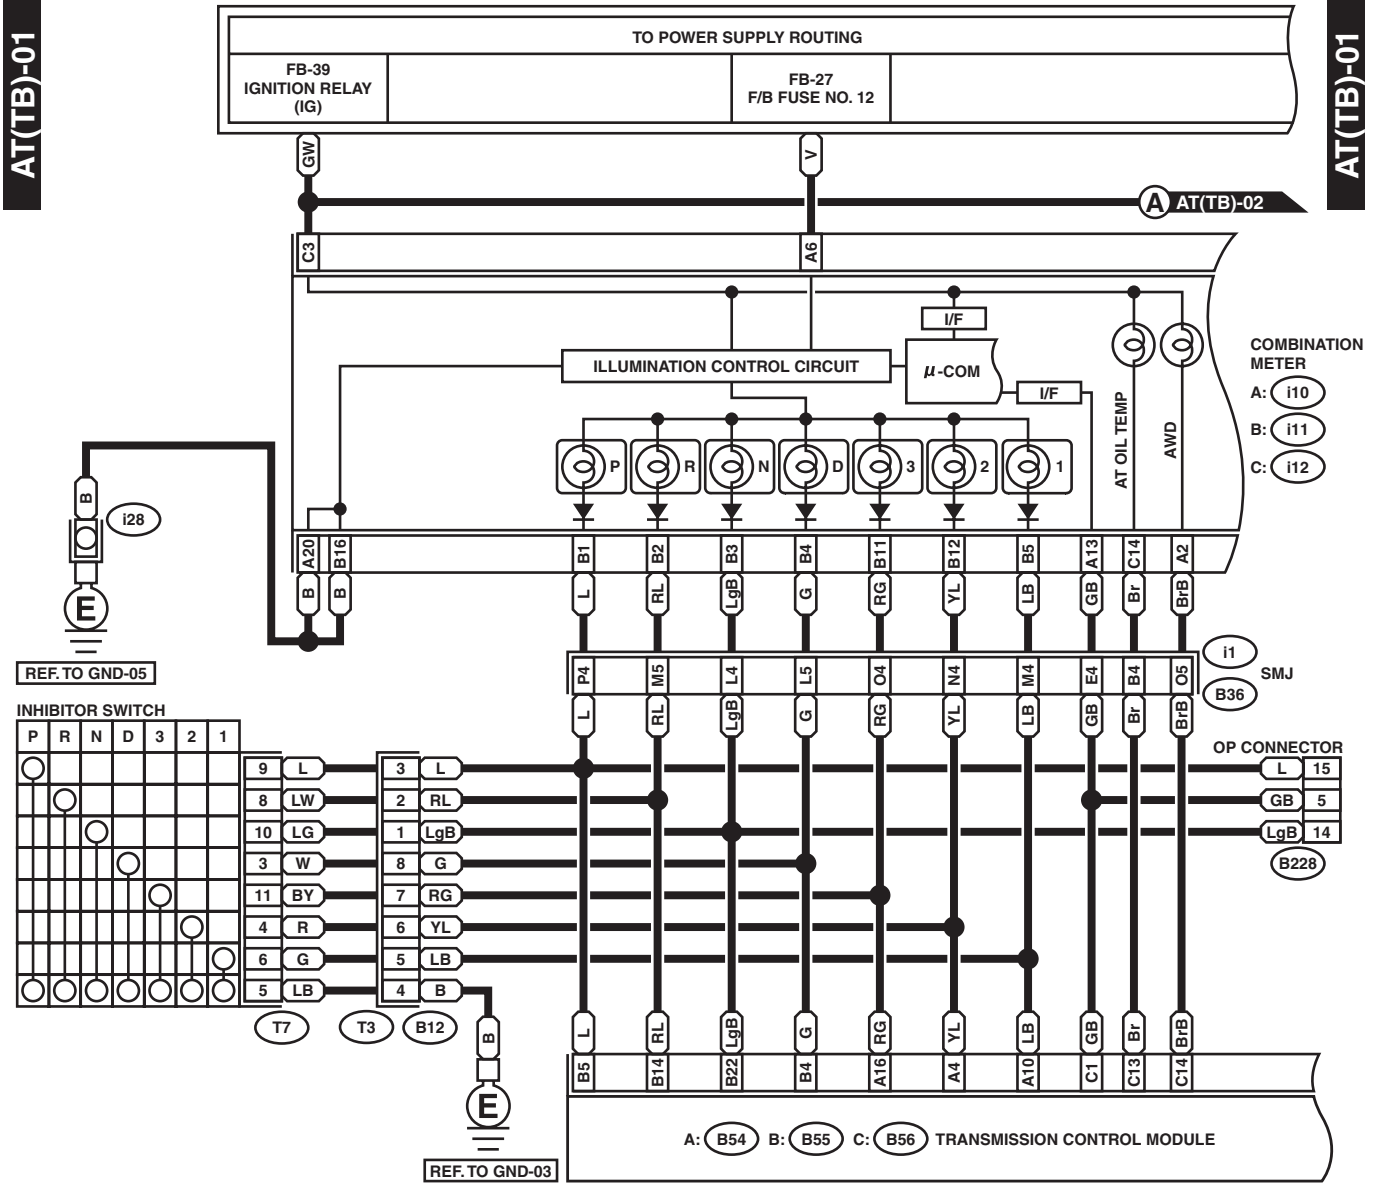 AT(TB)-01
AT(TB)-01
TO POWER SUPPLY ROUTING
FB-39
IGNITION RELAY
(IG)
FB-27
F/B FUSE NO. 12
GW
V
A AT(TB)-02
C3
A6
I/F
ILLUMINATION CONTROL CIRCUIT
μ-COM
I/F
AT OIL TEMP
AWD
COMBINATION
METER
A: i10
B: i11
C: i12
P R N D 3 2 1
B
i28
E
REF. TO GND-05
A20 B16 B1 B2 B3 B4 B11 B12 B5 A13 C14 A2
B B L RL LgB G RG YL LB GB Br BrB
P4 M5 L4 L5 O4 N4 M4 E4 B4 O5
i1
SMJ
B36
L RL LgB G RG YL LB GB Br BrB
INHIBITOR SWITCH
P R N D 3 2 1
OP CONNECTOR
9 L 3 L L 15
8 LW 2 RL GB 5
10 LG 1 LgB LgB 14
3 W 8 G
B228
11 BY 7 RG
4 R 6 YL
6 G 5 LB
5 LB 4 B
T7 T3 B12
B
E
REF. TO GND-03
L RL LgB G RG YL LB GB Br BrB
B5 B14 B22 B4 A16 A4 A10 C1 C13 C14
A: B54 B: B55 C: B56 TRANSMISSION CONTROL MODULE